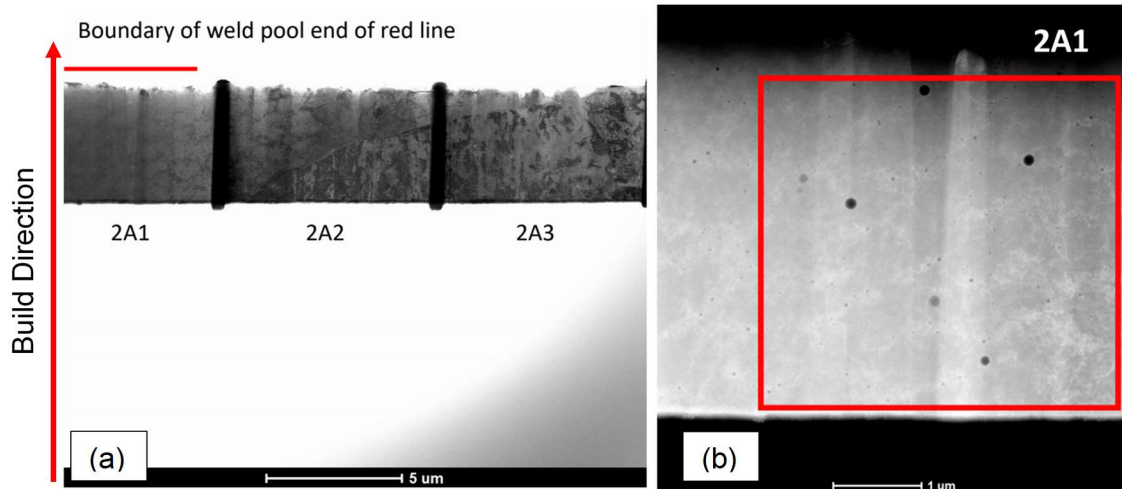 Boundary of weld pool end of red line
Build Direction
2A1
2A2
2A3
(a)
5 um
2A1
(b)
1 um